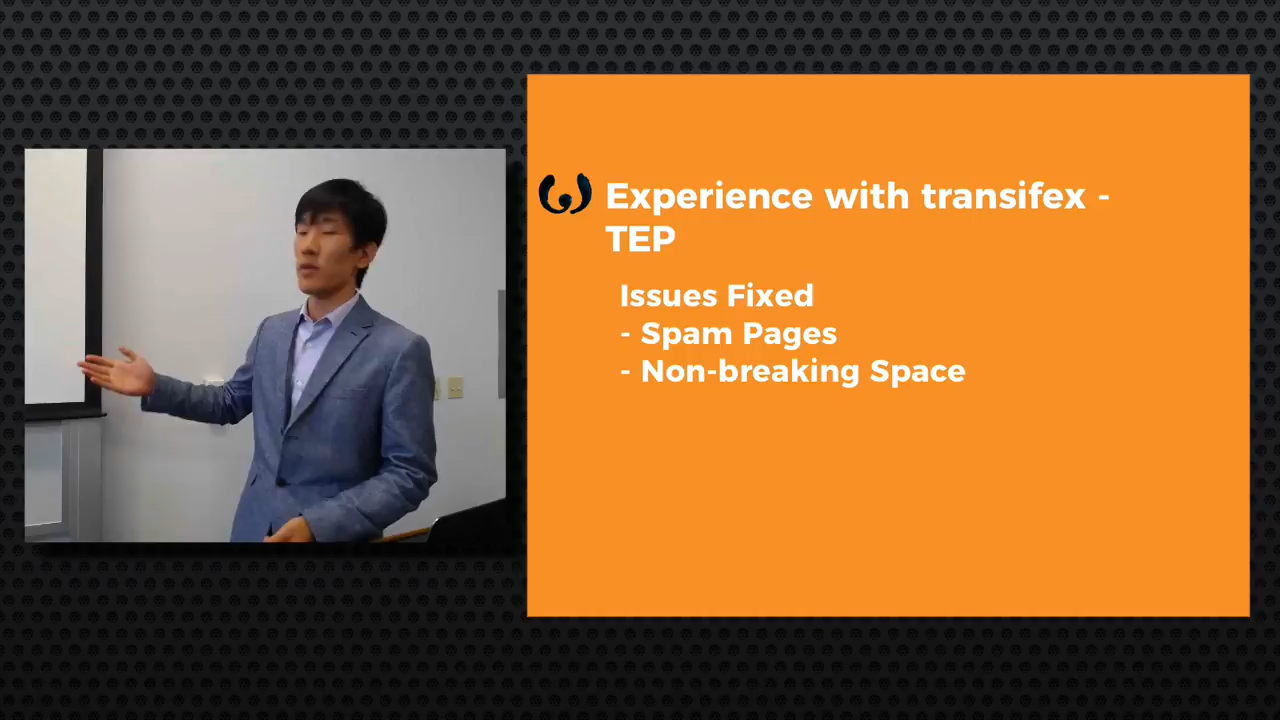 Experience with transifex -
TEP
Issues Fixed
- Spam Pages
- Non-breaking Space